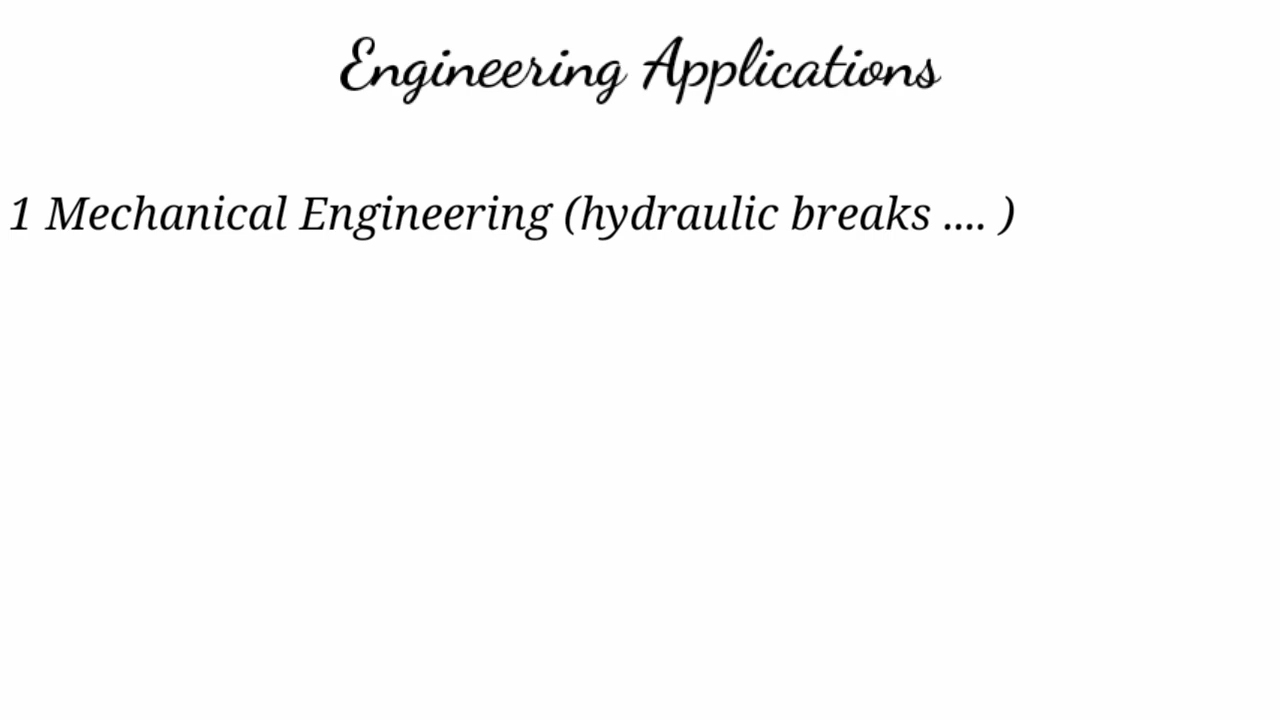 Engineering Applications
1 Mechanical Engineering (hydraulic breaks .... )